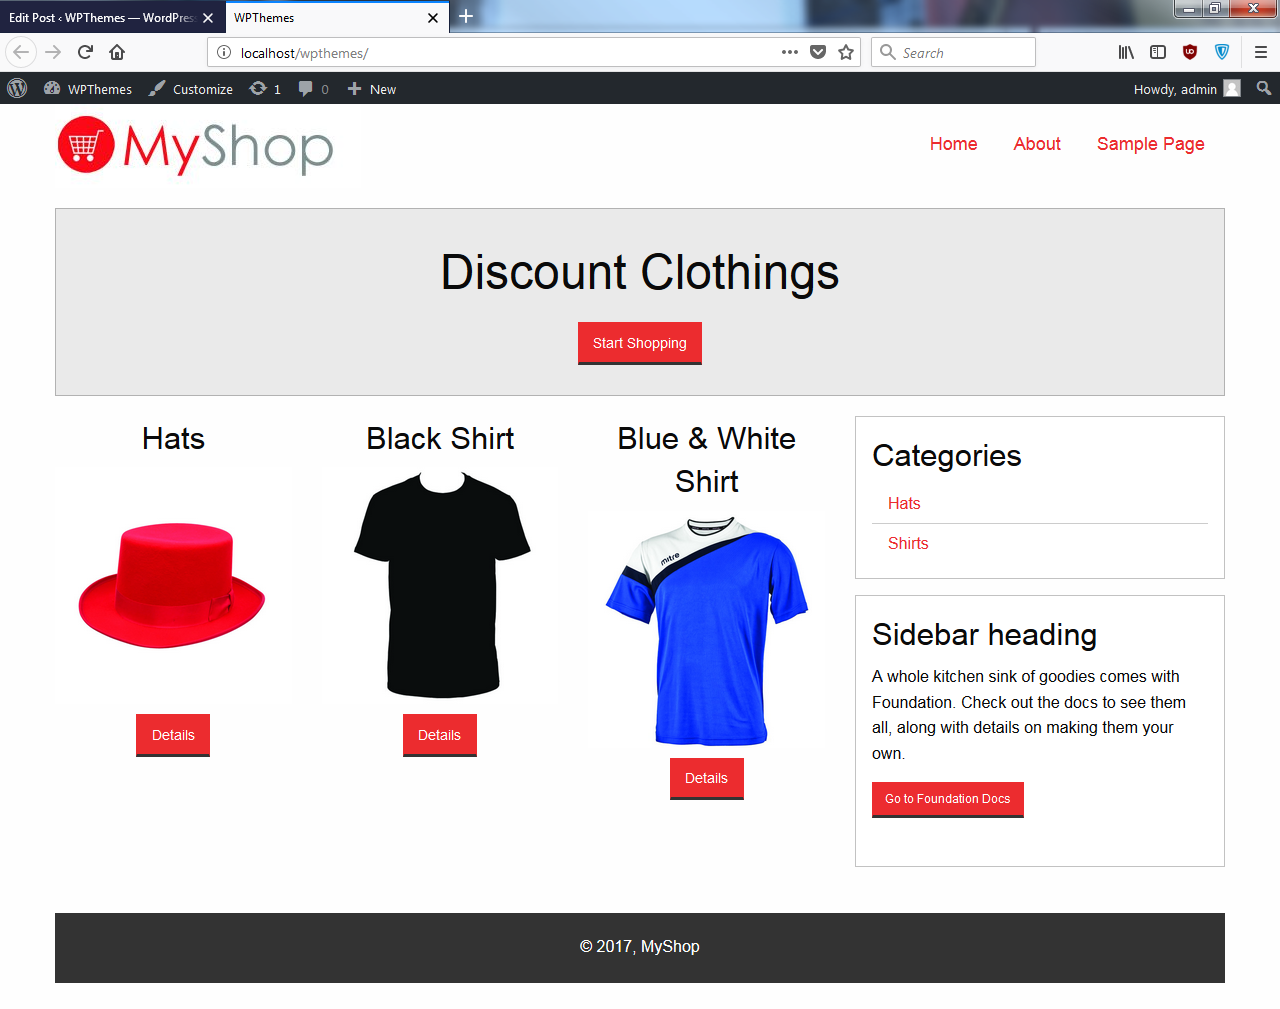 Edit Post ‹ WPThemes — WordPres
WPThemes
localhost/wpthemes/
Search
WPThemes
Customize
1
0
New
Howdy, admin
MyShop
Home
About
Sample Page
Discount Clothings
Start Shopping
Hats
Details
Black Shirt
Details
Blue & White
Shirt
mitre
Details
Categories
Hats
Shirts
Sidebar heading
A whole kitchen sink of goodies comes with
Foundation. Check out the docs to see them
all, along with details on making them your
own.
Go to Foundation Docs
© 2017, MyShop